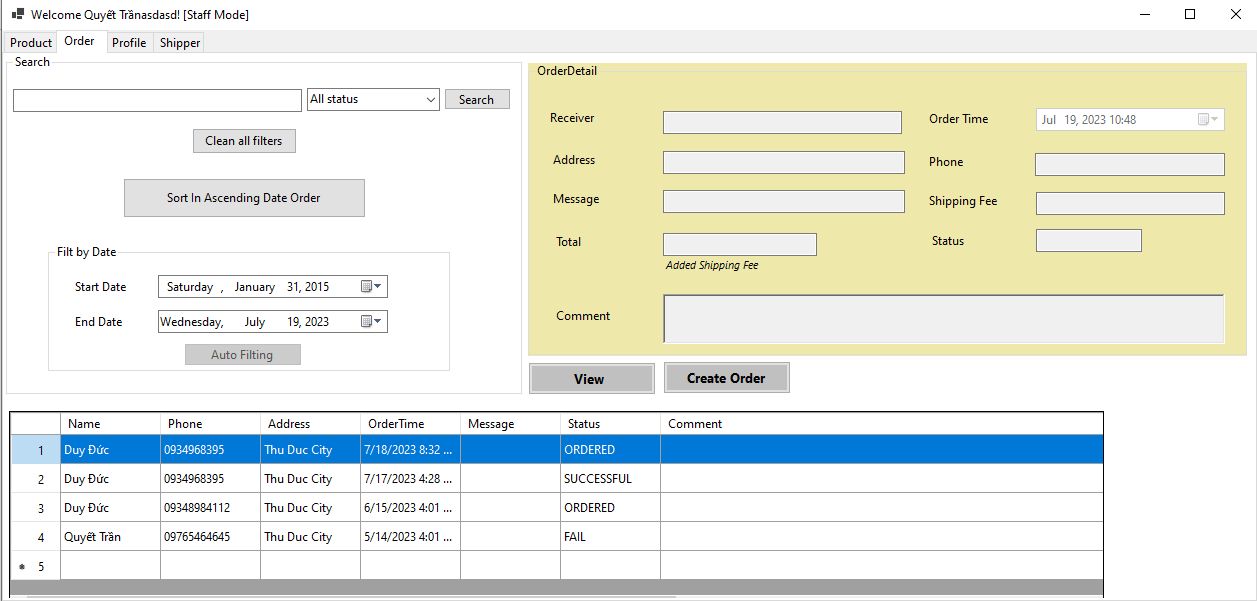 Welcome Quyết Trầnasdasd! [Staff Mode]
Product Order Profile Shipper
Search
All status Search
Clean all filters
Sort In Ascending Date Order
Filt by Date
Start Date Saturday , January 31, 2015
End Date Wednesday, July 19, 2023
Auto Filting
OrderDetail
Receiver Order Time Jul 19, 2023 10:48
Address Phone
Message Shipping Fee
Total Status
Added Shipping Fee
Comment
View Create Order
Name Phone Address OrderTime Message Status Comment
1 Duy Đức 0934968395 Thu Duc City 7/18/2023 8:32 ... ORDERED
2 Duy Đức 0934968395 Thu Duc City 7/17/2023 4:28 ... SUCCESSFUL
3 Duy Đức 09348984112 Thu Duc City 6/15/2023 4:01 ... ORDERED
4 Quyết Trần 09765464645 Thu Duc City 5/14/2023 4:01 ... FAIL
5